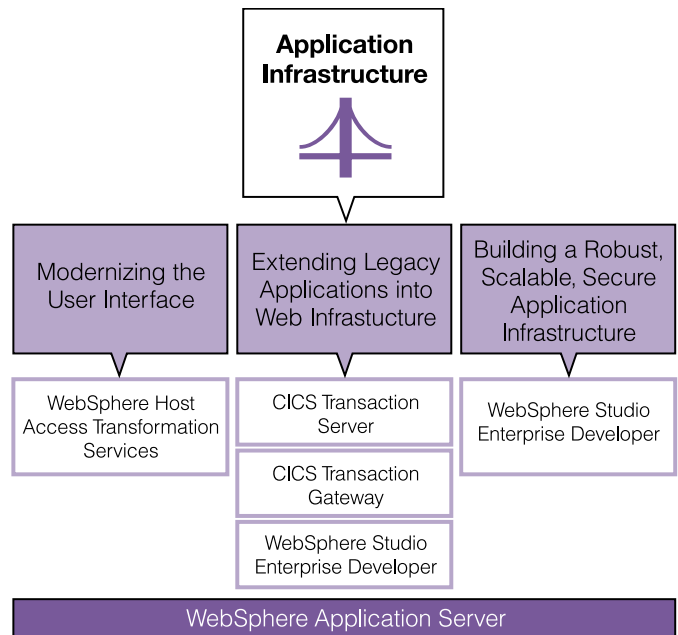 Application
Infrastructure
Modernizing the
User Interface
Extending Legacy
Applications into
Web Infrastucture
Building a Robust,
Scalable, Secure
Application
Infrastructure
WebSphere Host
Access Transformation
Services
CICS Transaction
Server
CICS Transaction
Gateway
WebSphere Studio
Enterprise Developer
WebSphere Studio
Enterprise Developer
WebSphere Application Server